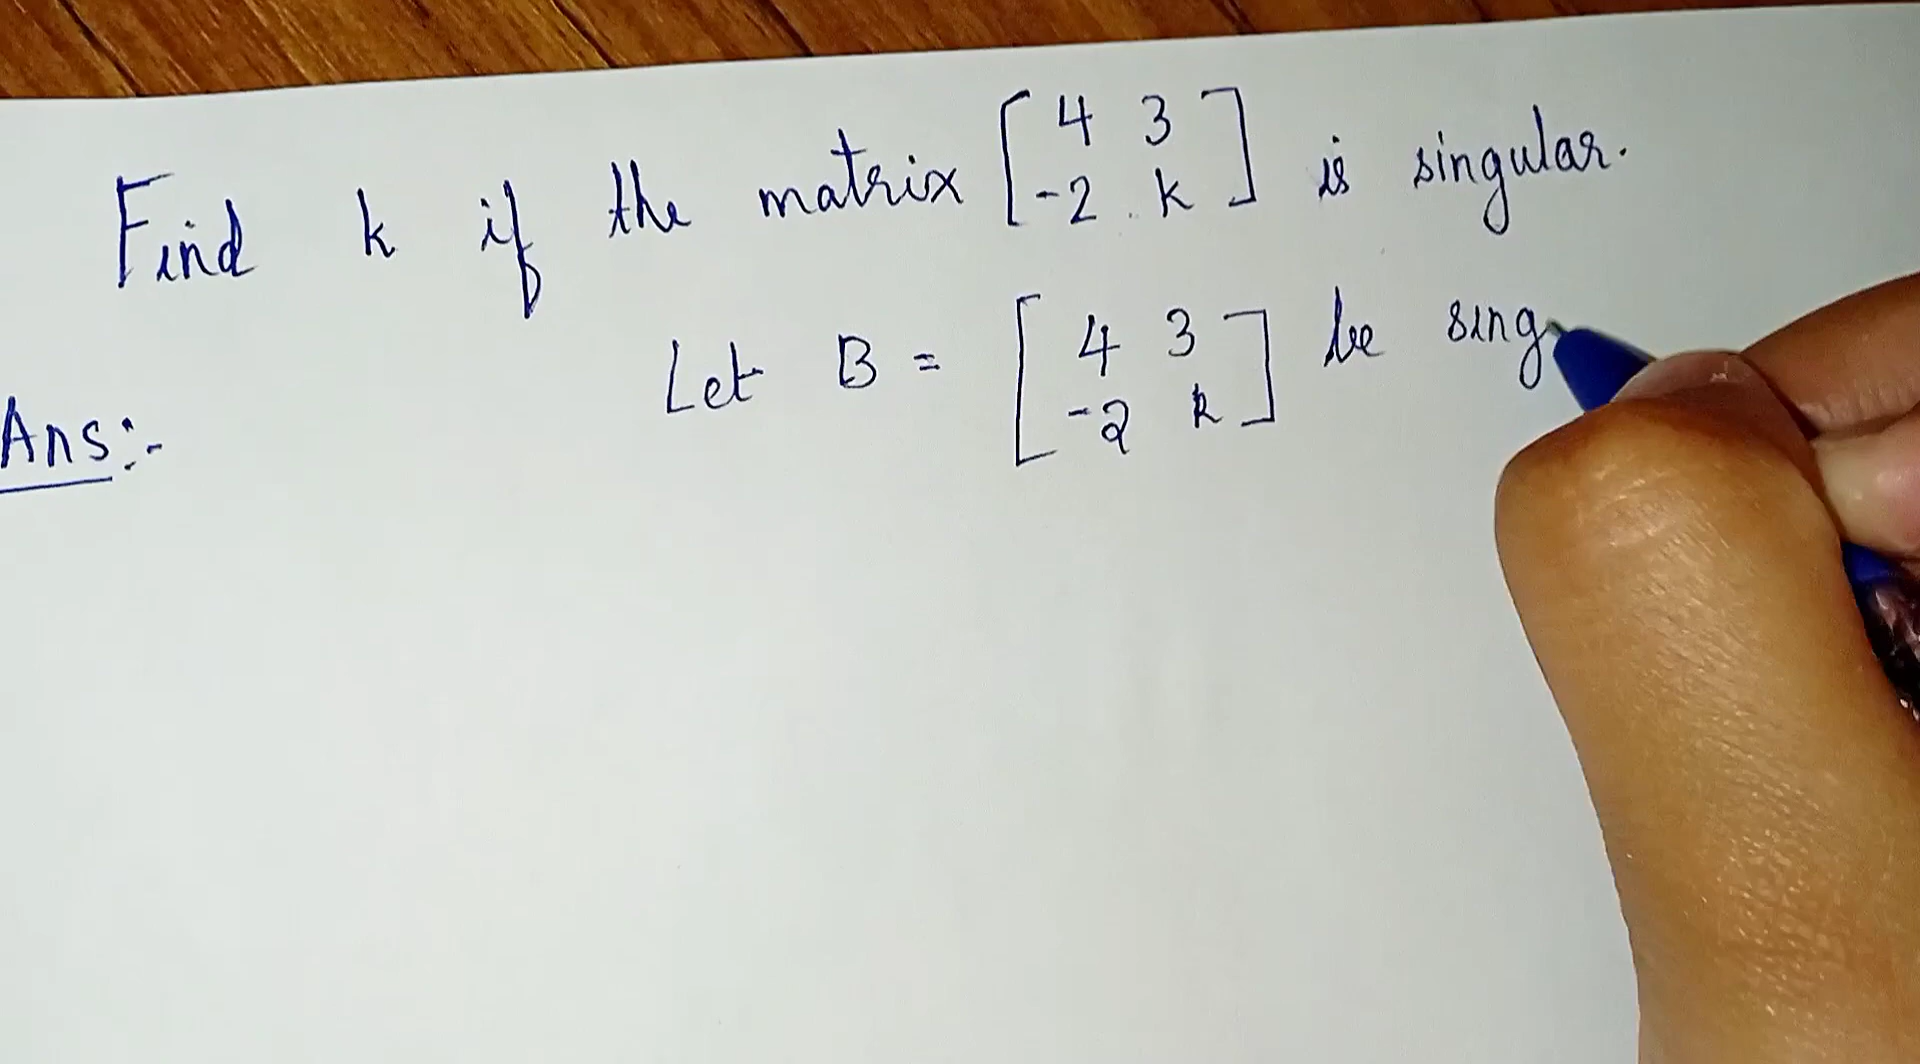 Find k if the matrix [4 3 -2 k] is singular.
Let B = [4 3 -2 k] be sing
Ans:-